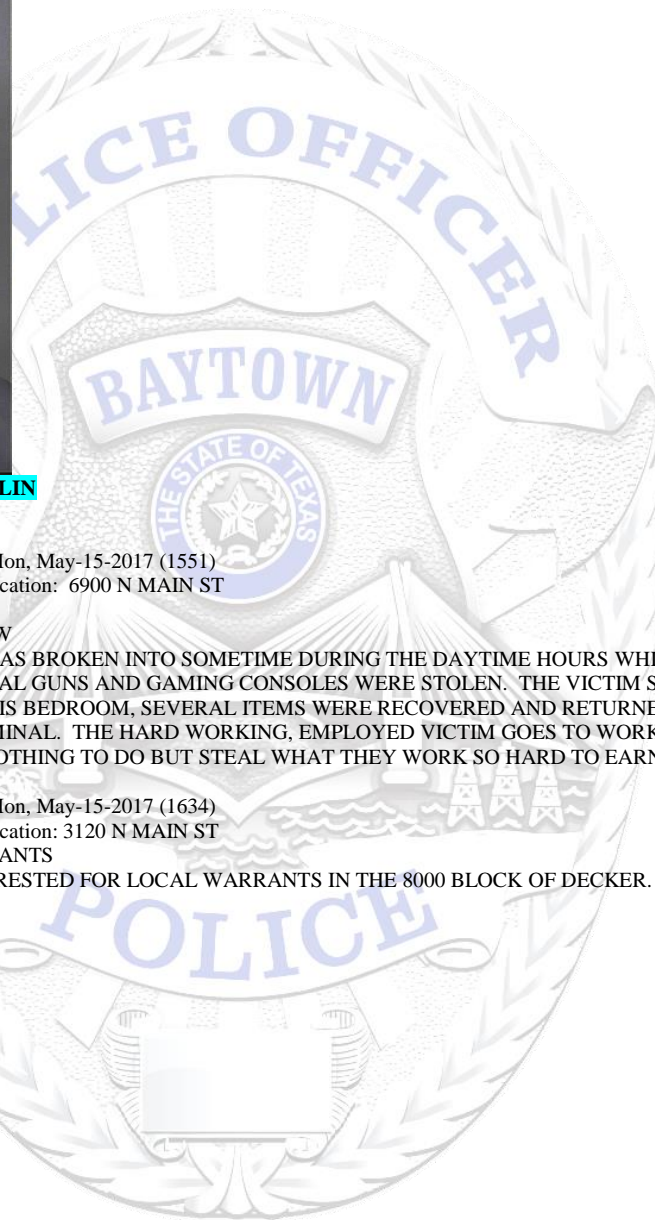 POLICE OFFICER
BAYTOWN
THE STATE OF TEXAS
LIN
Mon, May-15-2017 (1551)
cation: 6900 N MAIN ST
W
AS BROKEN INTO SOMETIME DURING THE DAYTIME HOURS WHI
AL GUNS AND GAMING CONSOLES WERE STOLEN. THE VICTIM S
IS BEDROOM, SEVERAL ITEMS WERE RECOVERED AND RETURNE
MINAL. THE HARD WORKING, EMPLOYED VICTIM GOES TO WORK
OTHING TO DO BUT STEAL WHAT THEY WORK SO HARD TO EARN
Mon, May-15-2017 (1634)
cation: 3120 N MAIN ST
ANTS
RESTED FOR LOCAL WARRANTS IN THE 8000 BLOCK OF DECKER.
POLICE